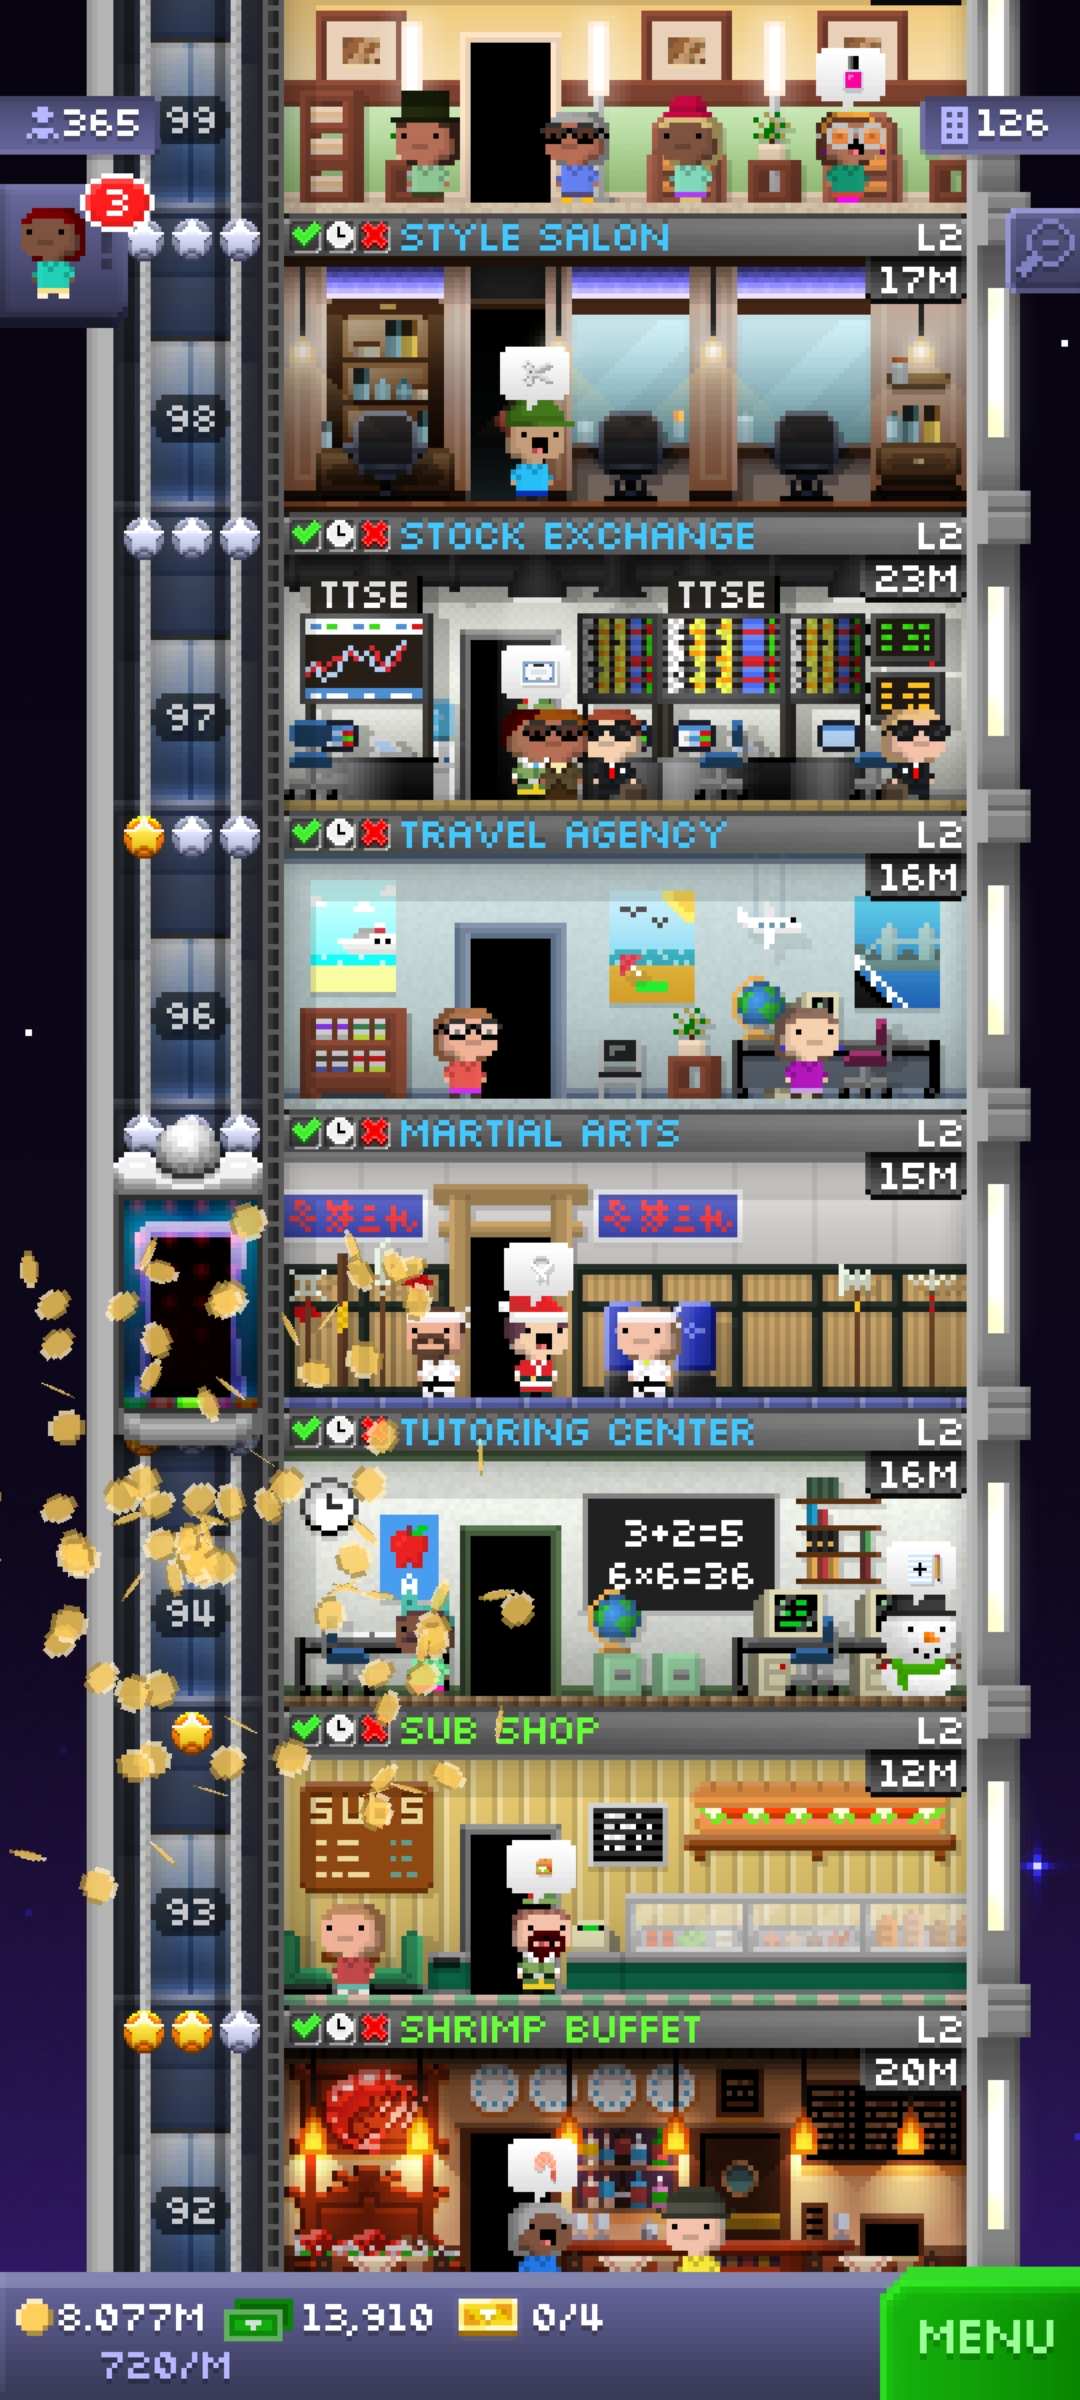 365
99
126
3
STYLE SALON L2
17M
98
STOCK EXCHANGE L2
23M
TTSE TTSE
97
TRAVEL AGENCY L2
16M
96
MARTIAL ARTS L2
15M
TUTORING CENTER L2
16M
3+2=5
6×6=36
A
94
SUB SHOP L2
12M
SUBS
93
SHRIMP BUFFET L2
20M
92
8.077M 13,910 0/4
720/M
MENU